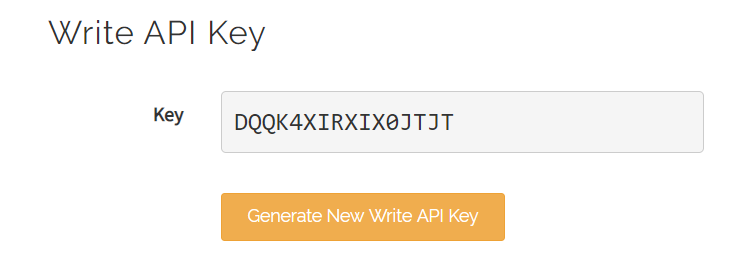 Write API Key
Key
DQQK4XIRXIX0JTJT
Generate New Write API Key